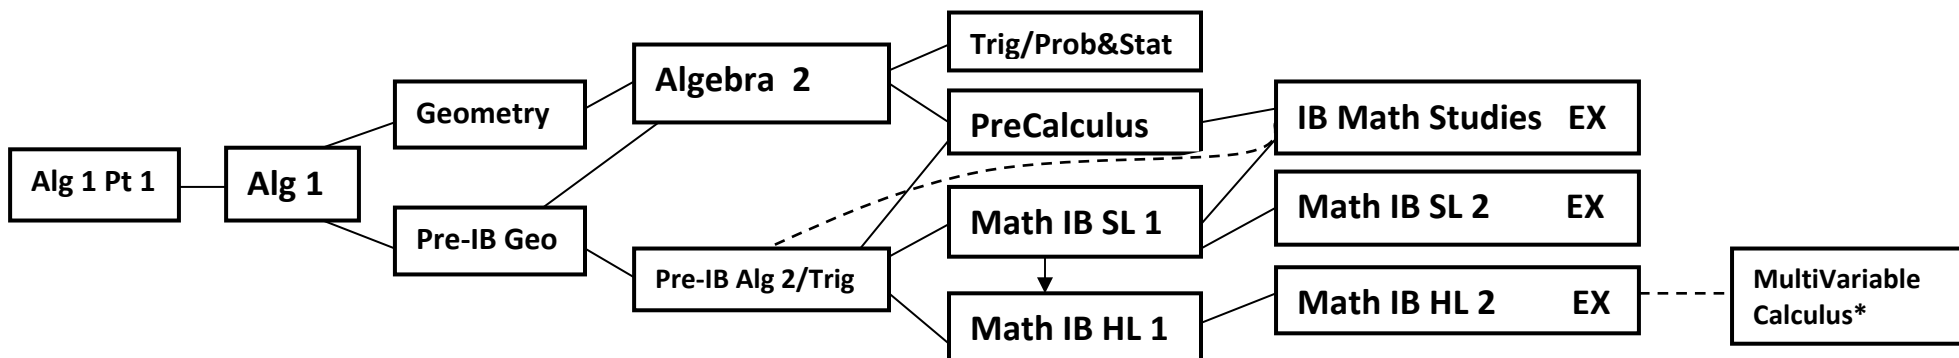 Alg 1 Pt 1
Alg 1
Geometry
Pre-IB Geo
Algebra  2
Pre-IB Alg 2/Trig
Trig/Prob&Stat
PreCalculus
Math IB SL 1
Math IB HL 1
IB Math Studies   EX
Math IB SL 2         EX
Math IB HL 2         EX
MultiVariable
Calculus*